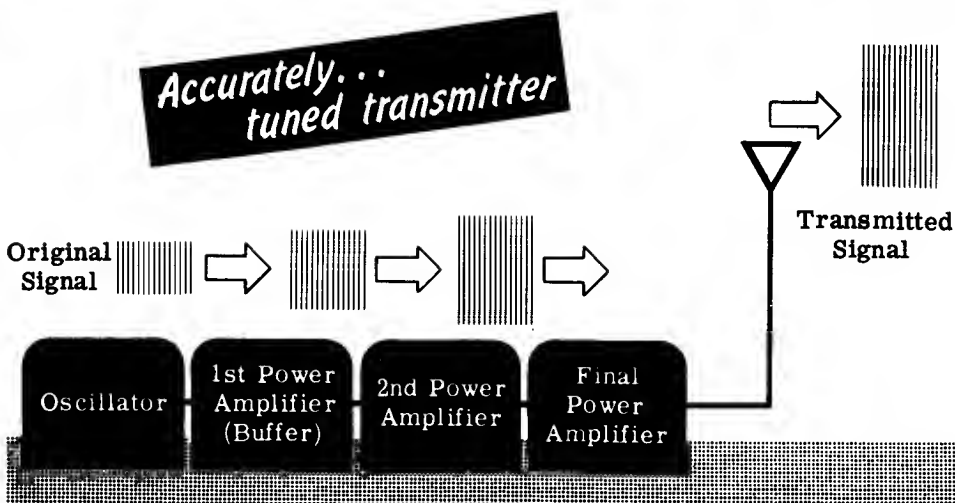 Accurately...
tuned transmitter
Original
Signal
Transmitted
Signal
Oscillator
1st Power
Amplifier
(Buffer)
2nd Power
Amplifier
Final
Power
Amplifier